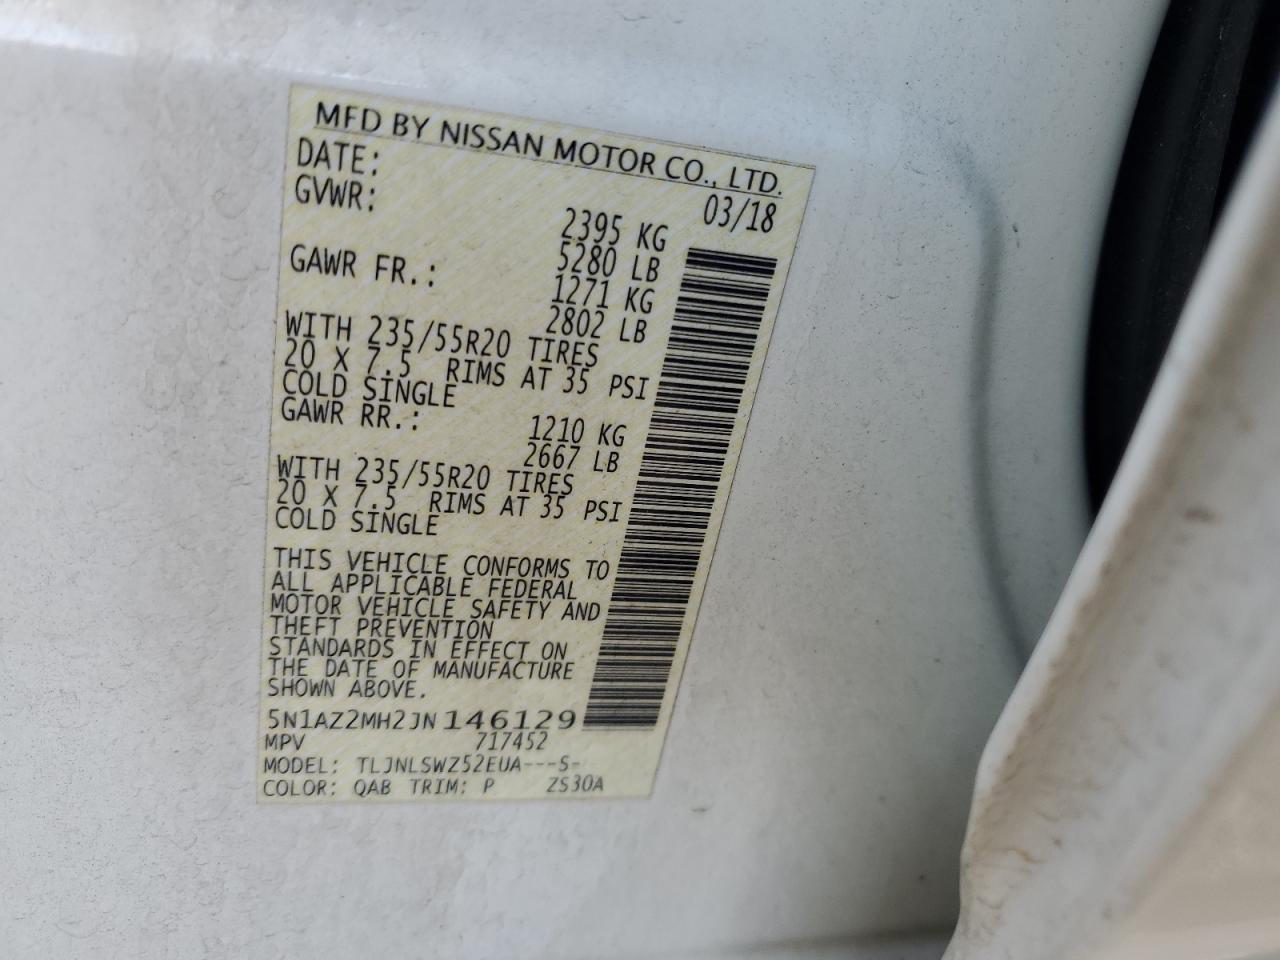 MFD BY NISSAN MOTOR CO., LTD.
DATE: 03/18
GVWR: 2395 KG
5280 LB
GAWR FR.: 1271 KG
2802 LB
WITH 235/55R20 TIRES
20 X 7.5 RIMS AT 35 PSI
COLD SINGLE
GAWR RR.: 1210 KG
2667 LB
WITH 235/55R20 TIRES
20 X 7.5 RIMS AT 35 PSI
COLD SINGLE
THIS VEHICLE CONFORMS TO
ALL APPLICABLE FEDERAL
MOTOR VEHICLE SAFETY AND
THEFT PREVENTION
STANDARDS IN EFFECT ON
THE DATE OF MANUFACTURE
SHOWN ABOVE.
5N1AZ2MH2JN146129
MPV 717452
MODEL: TLJNLSWZ52EUA---S-
COLOR: QAB TRIM: P ZS30A